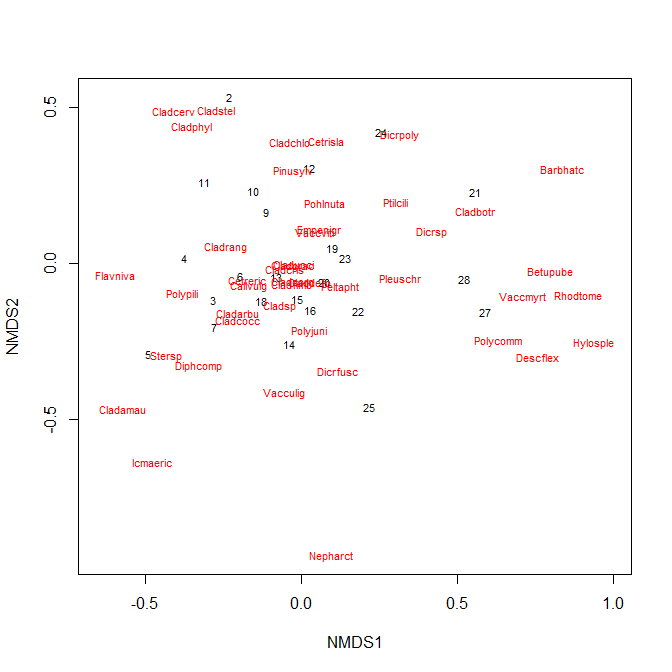 2
Cladcerv
Cladstel
0.5
Cladphyl
24
Dicrpoly
Cladchlo
Cetrisla
Pinusylv
12
Barbhatc
11
10
21
Pohlnuta
Ptilcili
9
Cladbotr
Empenigr
Vaccviti
Dicrsp
Cladrang
19
4
23
0.0
Flavniva
6
Cetreric
Callvulg
20
Peltapht
Pleuschr
28
Betupube
Polypili
3
18
15
Vaccmyrt
Rhodtome
Cladsp
Cladarbu
16
22
27
Cladcocc
7
Polyjuni
14
Polycomm
Hylosple
5
Stersp
Descflex
Diphcomp
Dicrfusc
Vacculig
Cladamau
25
-0.5
Icmaeric
Nepharct
NMDS2
-0.5
0.0
0.5
1.0
NMDS1